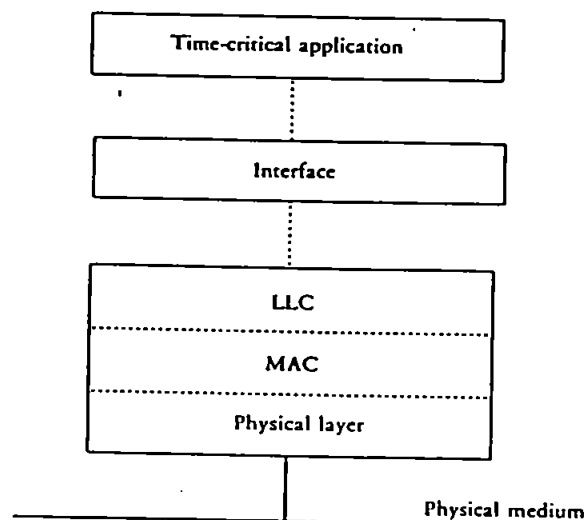 Time-critical application
Interface
LLC
MAC
Physical layer
Physical medium